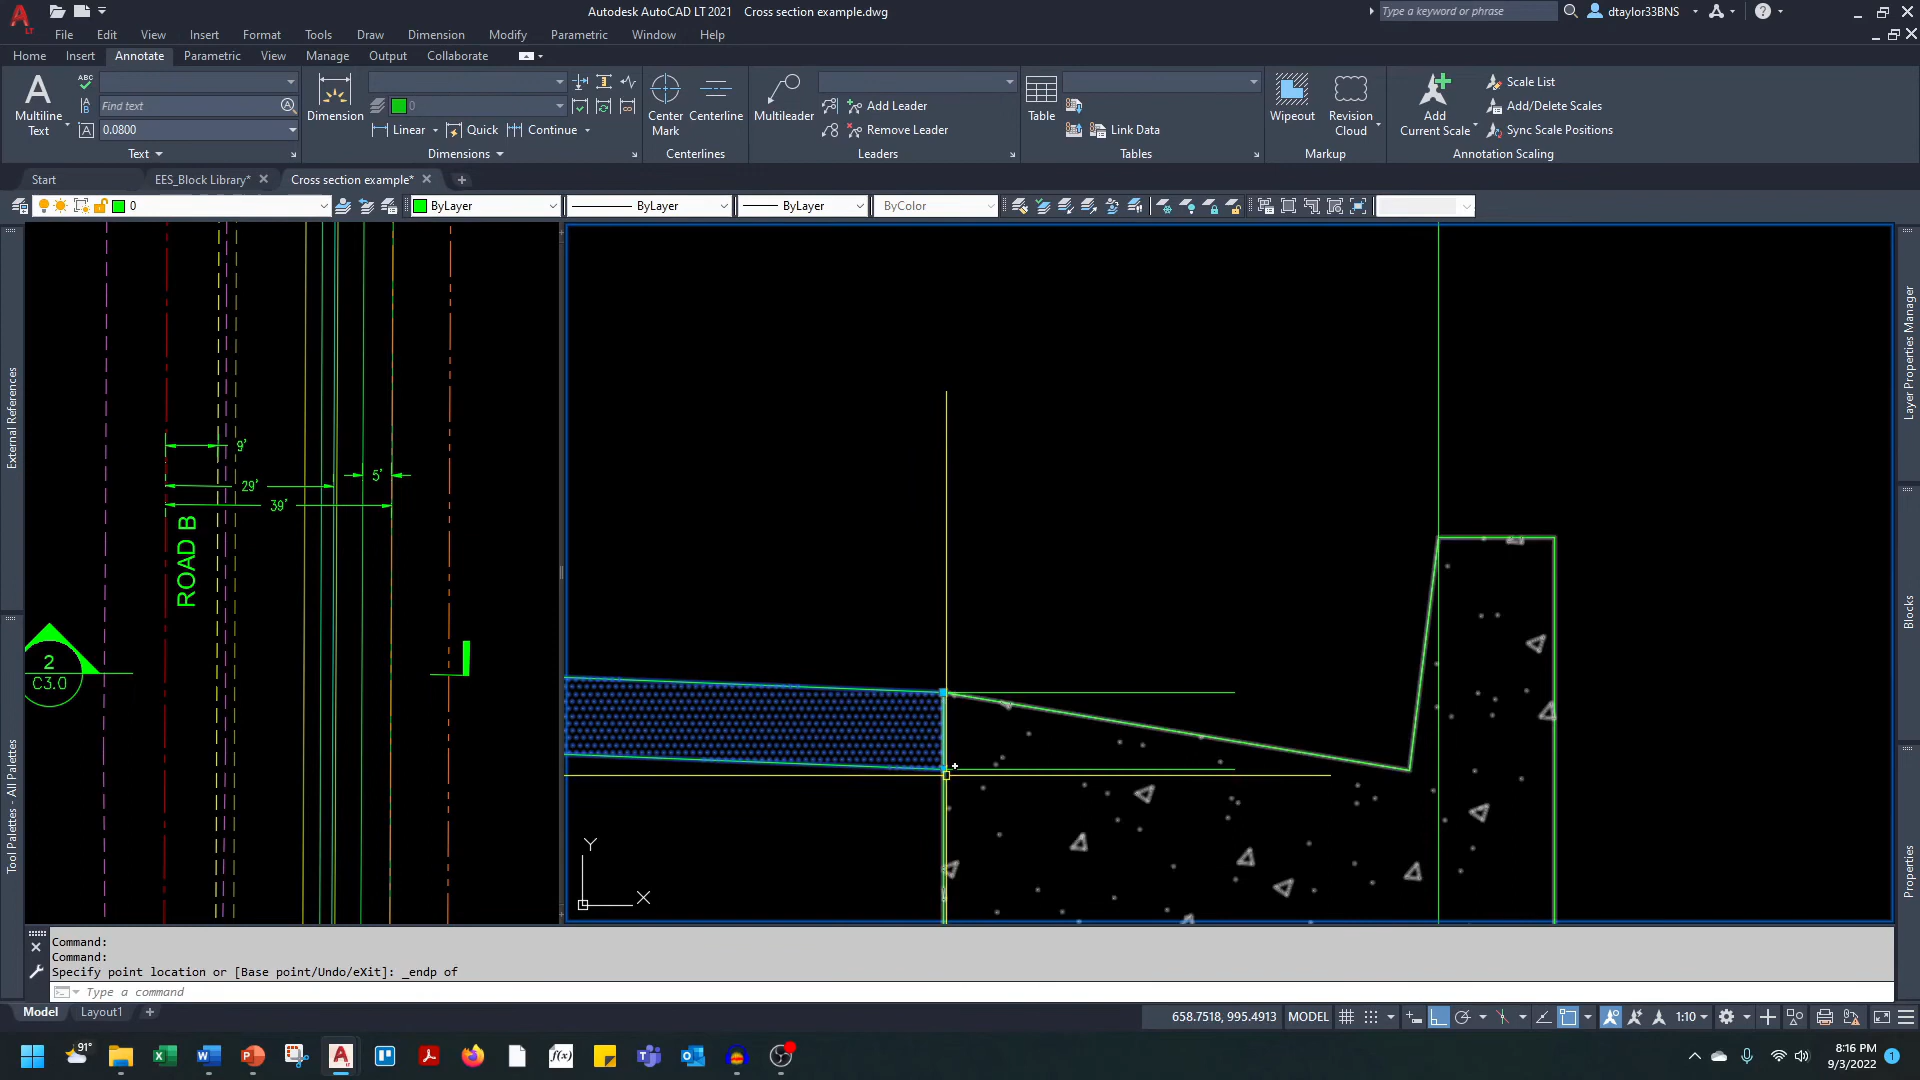 Autodesk AutoCAD LT 2021 Cross section example.dwg
Type a keyword or phrase
dtaylor33BNS
File Edit View Insert Format Tools Draw Dimension Modify Parametric Window Help
Home Insert Annotate Parametric View Manage Output Collaborate
Multiline
Text
Find text
0.0800
Text
Dimension
0
Linear Quick Continue
Dimensions
Center
Mark
Centerline
Centerlines
Multileader
Add Leader
Remove Leader
Leaders
Table
Link Data
Tables
Wipeout
Revision
Cloud
Markup
Add
Current Scale
Scale List
Add/Delete Scales
Sync Scale Positions
Annotation Scaling
Start EES_Block Library* Cross section example*
0 ByLayer ByLayer ByLayer ByColor
External References
Tool Palettes - All Palettes
Layer Properties Manager
Blocks
Properties
9'
5'
29'
39'
ROAD B
2
C3.0
Y
X
Command:
Command:
Specify point location or [Base point/Undo/eXit]: _endp of
Type a command
Model Layout1
658.7518, 995.4913 MODEL 1:10
91°
8:16 PM
9/3/2022
1